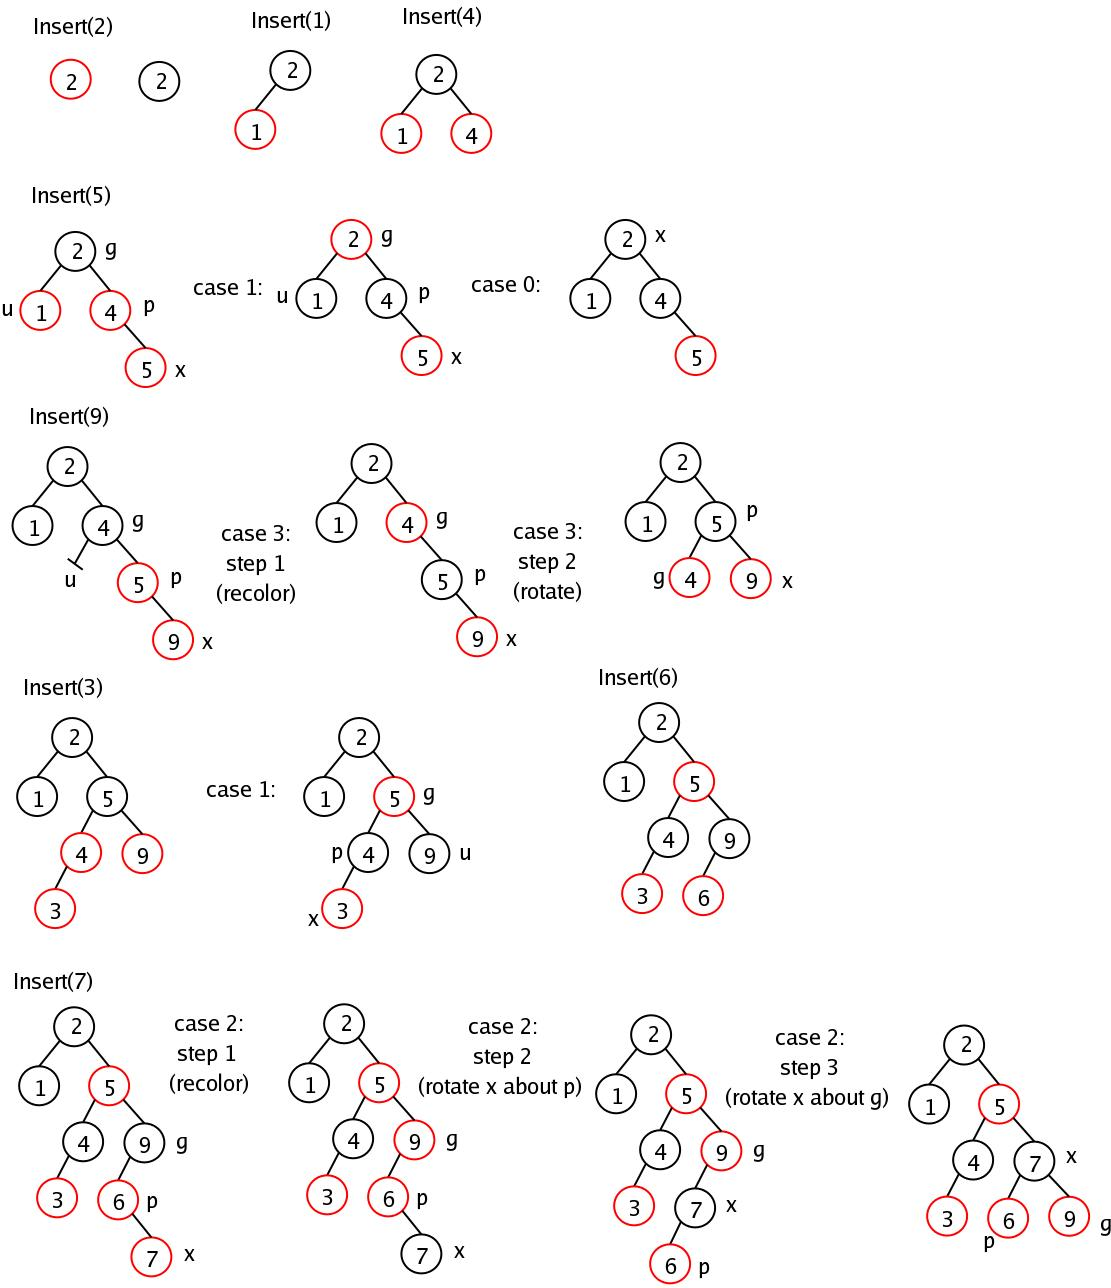 Insert(2)
Insert(1)
Insert(4)
2
2
2
1
2
1
4
Insert(5)
2
g
u
1
4
p
5
x
case 1:
2
g
u
1
4
p
5
x
case 0:
2
x
1
4
5
Insert(9)
2
1
4
g
u
5
p
9
x
case 3:
step 1
(recolor)
2
1
4
g
5
p
9
x
case 3:
step 2
(rotate)
2
1
5
p
g
4
9
x
Insert(3)
2
1
5
4
9
3
case 1:
2
1
5
g
p
4
9
u
x
3
Insert(6)
2
1
5
4
9
3
6
Insert(7)
2
1
5
4
9
g
3
6
p
7
x
case 2:
step 1
(recolor)
2
1
5
4
9
g
3
6
p
7
x
case 2:
step 2
(rotate x about p)
2
1
5
4
9
g
3
7
x
6
p
case 2:
step 3
(rotate x about g)
2
1
5
4
7
x
3
6
9
p
g